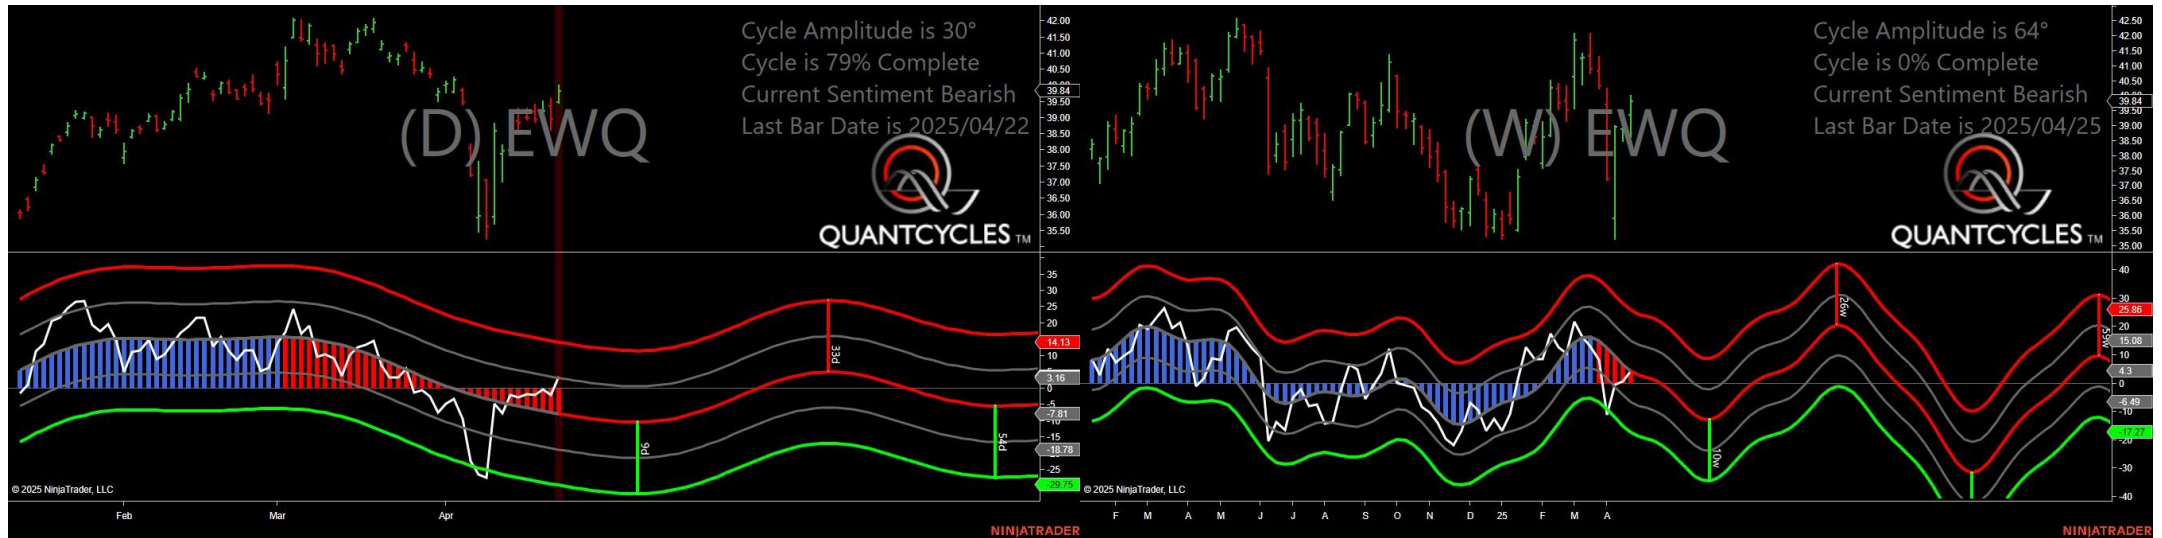 Cycle Amplitude is 30°
Cycle is 79% Complete
Current Sentiment Bearish
Last Bar Date is 2025/04/22
(D) EWQ
QUANTCYCLES TM
42.00
41.50
41.00
40.50
39.84
39.50
39.00
38.50
38.00
37.50
37.00
36.50
36.00
35.50
35
30
25
20
14.13
10
3.16
0
-5
-7.81
-10
-15
-18.78
-25
-29.75
9d
33d
54d
© 2025 NinjaTrader, LLC
Feb Mar Apr
NINJATRADER
Cycle Amplitude is 64°
Cycle is 0% Complete
Current Sentiment Bearish
Last Bar Date is 2025/04/25
(W) EWQ
QUANTCYCLES TM
42.50
42.00
41.50
41.00
40.50
39.84
39.50
39.00
38.50
38.00
37.50
37.00
36.50
36.00
35.50
35.00
40
30
25.86
20
15.08
10
4.3
0
-6.49
-10
-17.27
-20
-30
-40
10w
26w
59w
© 2025 NinjaTrader, LLC
F M A M J J A S O N D 25 F M A
NINJATRADER